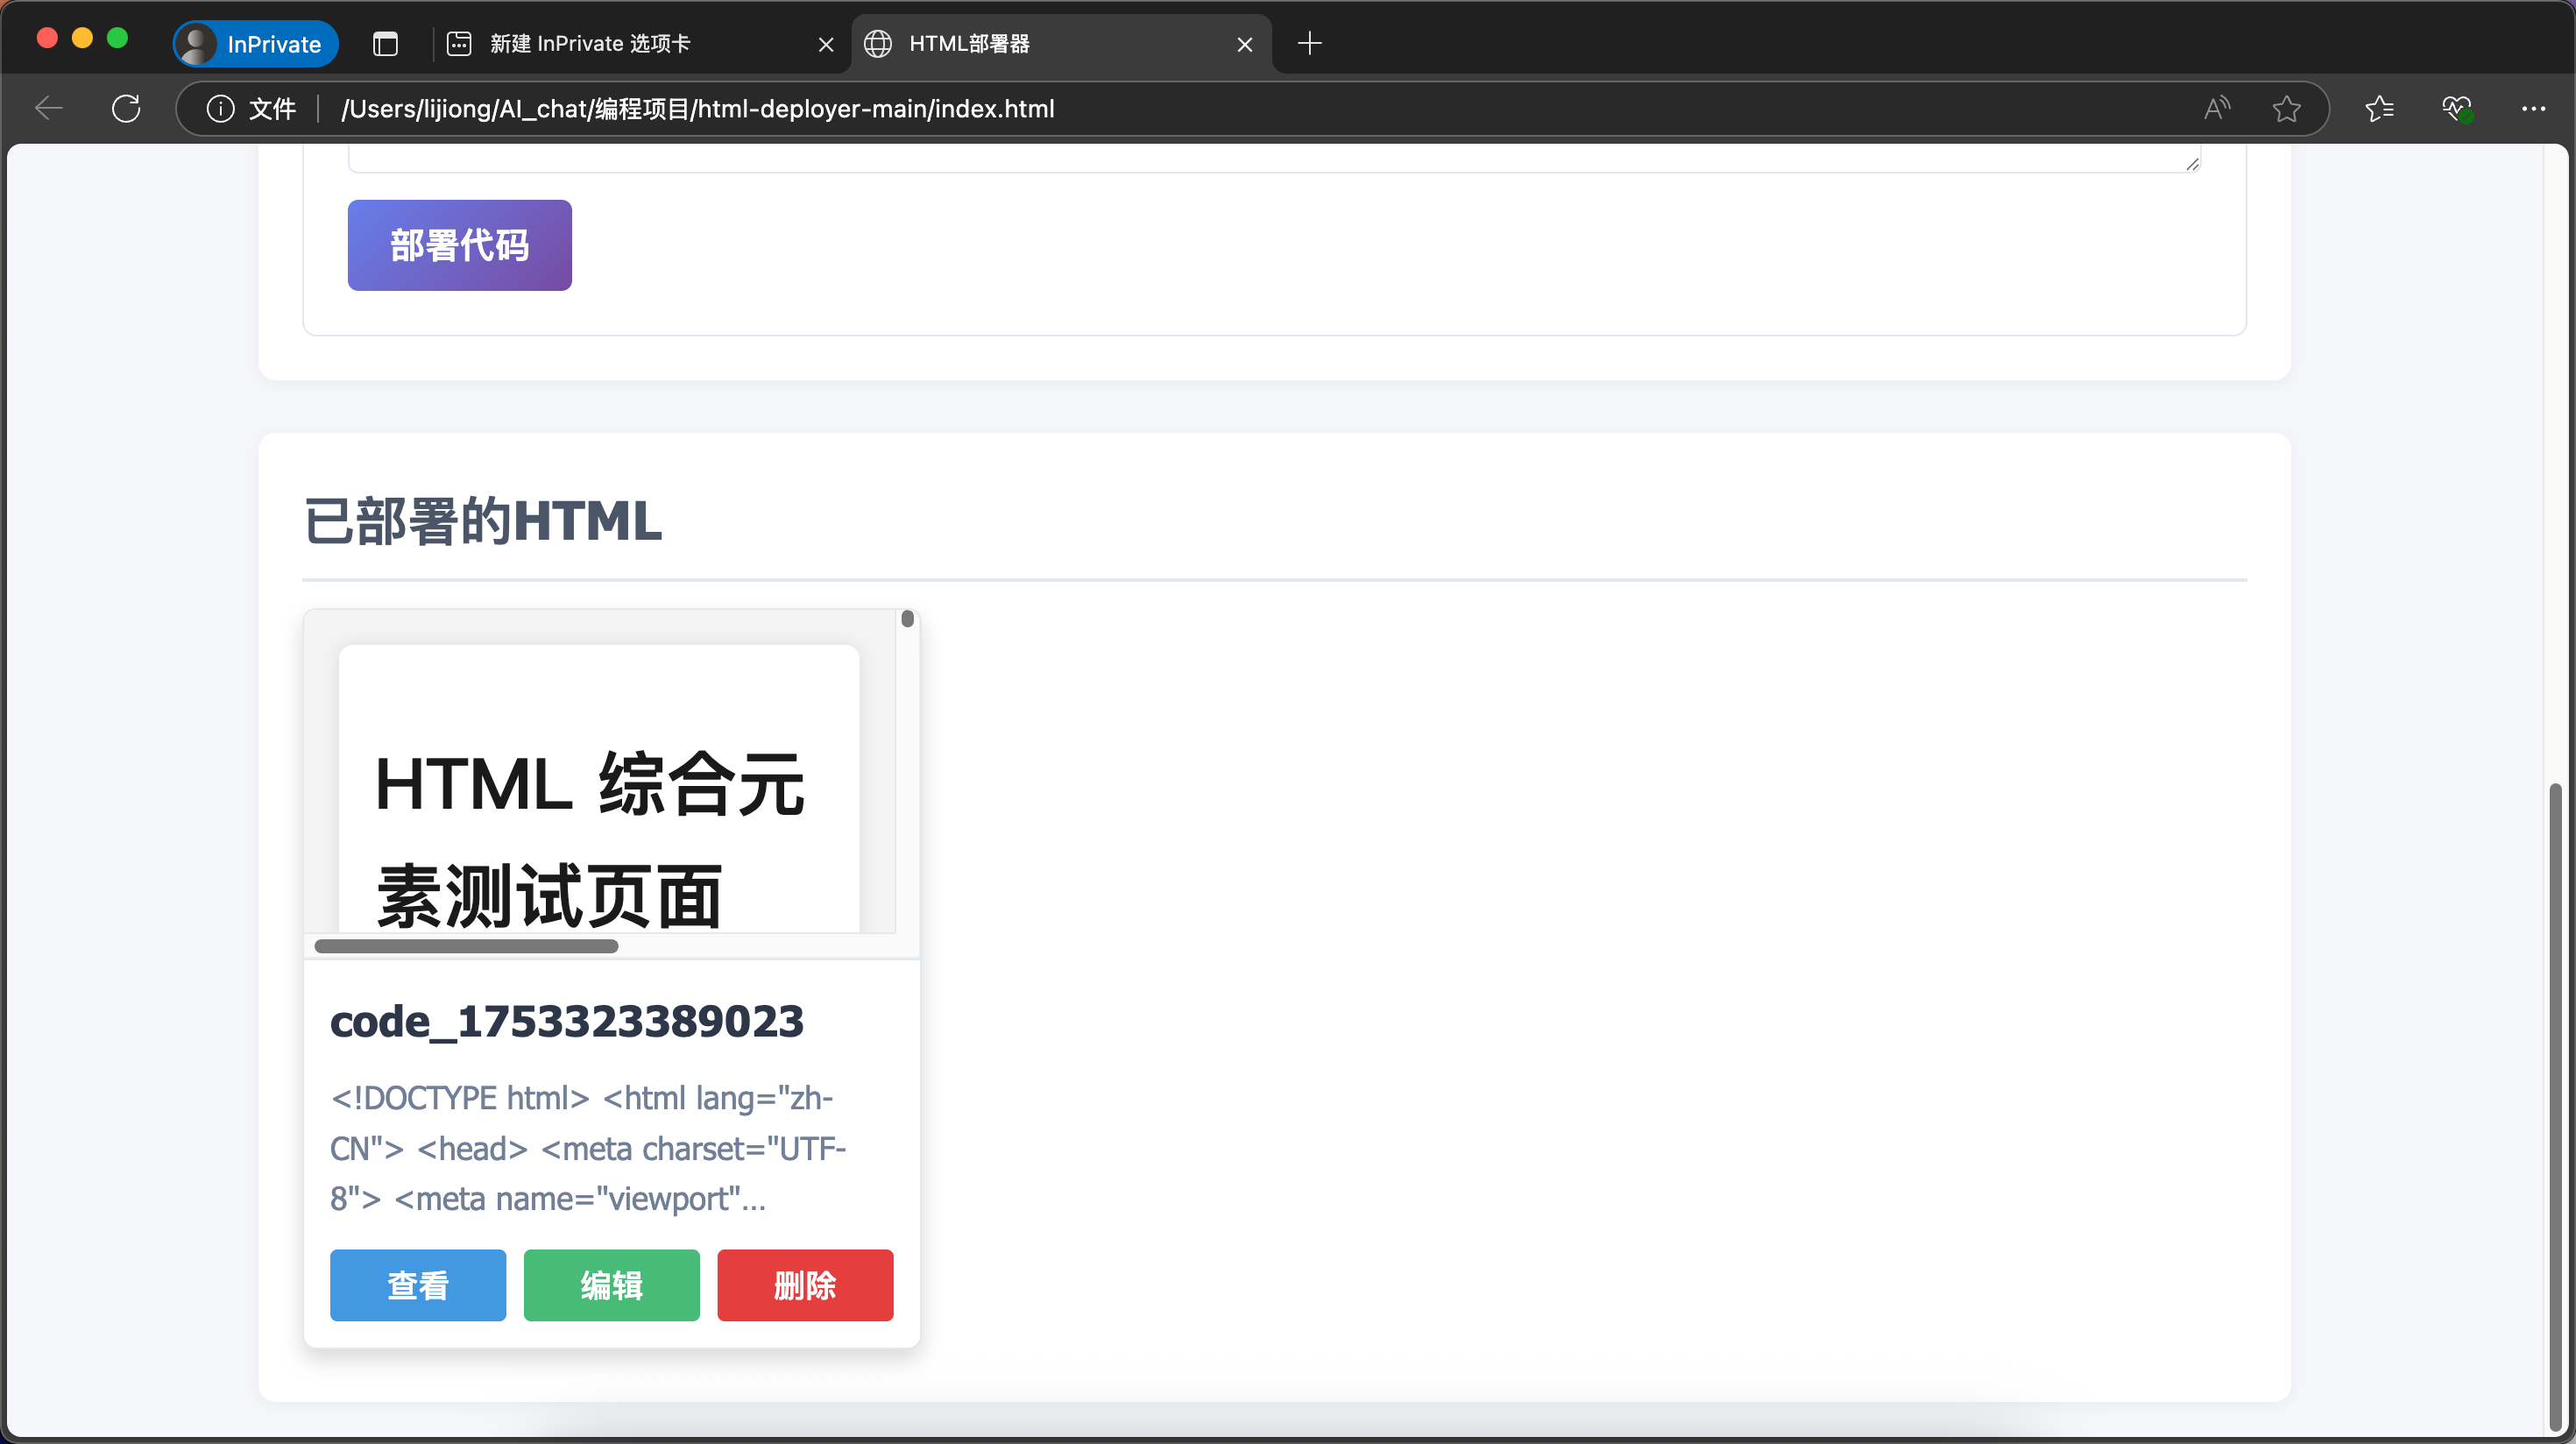 InPrivate
新建 InPrivate 选项卡
HTML部署器
文件
/Users/lijiong/AI_chat/编程项目/html-deployer-main/index.html
部署代码
已部署的HTML
HTML 综合元
素测试页面
code_1753323389023
<!DOCTYPE html> <html lang="zh-
CN"> <head> <meta charset="UTF-
8"> <meta name="viewport"...
查看
编辑
删除